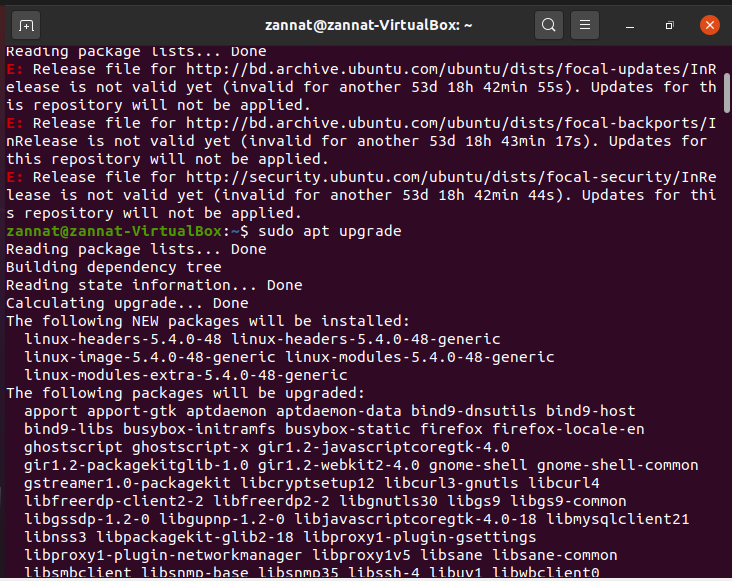 zannat@zannat-VirtualBox: ~
Reading package lists... Done
E: Release file for http://bd.archive.ubuntu.com/ubuntu/dists/focal-updates/InR
elease is not valid yet (invalid for another 53d 18h 42min 55s). Updates for th
is repository will not be applied.
E: Release file for http://bd.archive.ubuntu.com/ubuntu/dists/focal-backports/I
nRelease is not valid yet (invalid for another 53d 18h 43min 17s). Updates for
this repository will not be applied.
E: Release file for http://security.ubuntu.com/ubuntu/dists/focal-security/InRe
lease is not valid yet (invalid for another 53d 18h 42min 44s). Updates for thi
s repository will not be applied.
zannat@zannat-VirtualBox:~$ sudo apt upgrade
Reading package lists... Done
Building dependency tree
Reading state information... Done
Calculating upgrade... Done
The following NEW packages will be installed:
linux-headers-5.4.0-48 linux-headers-5.4.0-48-generic
linux-image-5.4.0-48-generic linux-modules-5.4.0-48-generic
linux-modules-extra-5.4.0-48-generic
The following packages will be upgraded:
apport apport-gtk aptdaemon aptdaemon-data bind9-dnsutils bind9-host
bind9-libs busybox-initramfs busybox-static firefox firefox-locale-en
ghostscript ghostscript-x gir1.2-javascriptcoregtk-4.0
gir1.2-packagekitglib-1.0 gir1.2-webkit2-4.0 gnome-shell gnome-shell-common
gstreamer1.0-packagekit libcryptsetup12 libcurl3-gnutls libcurl4
libfreerdp-client2-2 libfreerdp2-2 libgnutls30 libgs9 libgs9-common
libgssdp-1.2-0 libgupnp-1.2-0 libjavascriptcoregtk-4.0-18 libmysqlclient21
libnss3 libpackagekit-glib2-18 libproxy1-plugin-gsettings
libproxy1-plugin-networkmanager libproxy1v5 libsane libsane-common
libsmbclient libsnmp-base libsnmp35 libssh-4 libuv1 libwbclient0